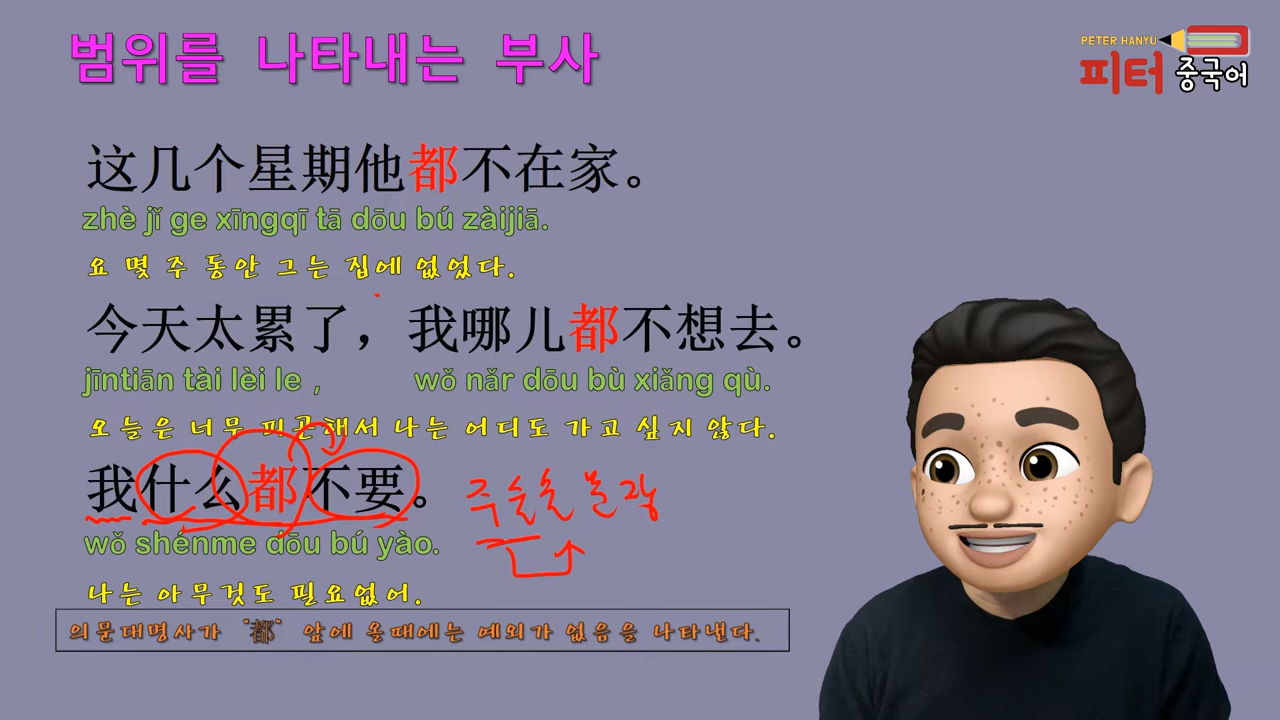 범위를 나타내는 부사
PETER HANYU
피터 중국어
这几个星期他都不在家。
zhè jǐ ge xīngqī tā dōu bú zàijiā.
요 몇 주 동안 그는 집에 없었다.
今天太累了，我哪儿都不想去。
jīntiān tài lèi le , wǒ nǎr dōu bù xiǎng qù.
오늘은 너무 피곤해서 나는 어디도 가고 싶지 않다.
我什么都不要。
wǒ shénme dōu bú yào.
나는 아무것도 필요없어.
의문대명사가 "都" 앞에 올때에는 예외가 없음을 나타낸다.